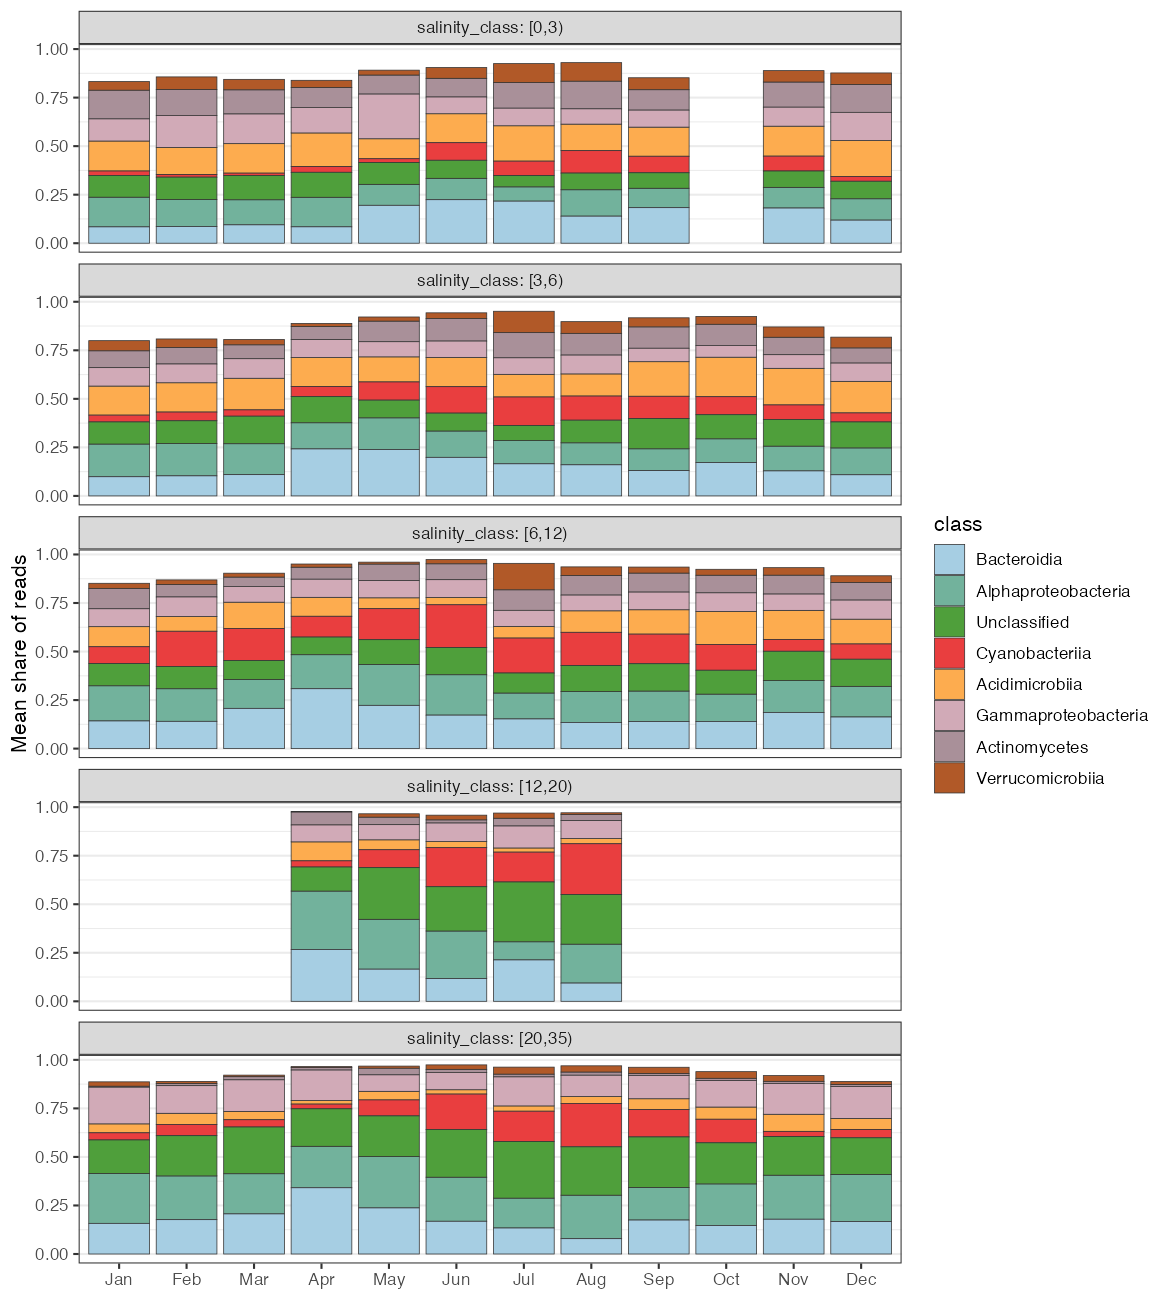 salinity_class: [0,3)
1.00
0.75
0.50
0.25
0.00
salinity_class: [3,6)
1.00
0.75
0.50
0.25
0.00
salinity_class: [6,12)
1.00
0.75
0.50
0.25
0.00
salinity_class: [12,20)
1.00
0.75
0.50
0.25
0.00
salinity_class: [20,35)
1.00
0.75
0.50
0.25
0.00
Jan Feb Mar Apr May Jun Jul Aug Sep Oct Nov Dec
Mean share of reads
class
Bacteroidia
Alphaproteobacteria
Unclassified
Cyanobacteriia
Acidimicrobiia
Gammaproteobacteria
Actinomycetes
Verrucomicrobiia